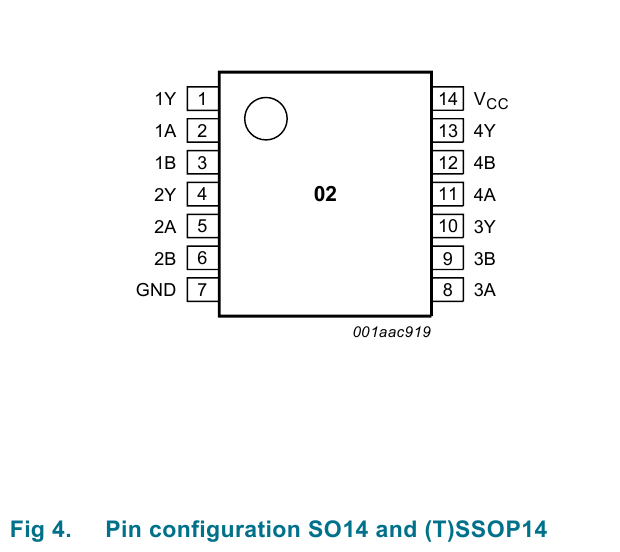 1Y 1 14 VCC
1A 2 13 4Y
1B 3 12 4B
2Y 4 02 11 4A
2A 5 10 3Y
2B 6 9 3B
GND 7 8 3A
001aac919
Fig 4. Pin configuration SO14 and (T)SSOP14